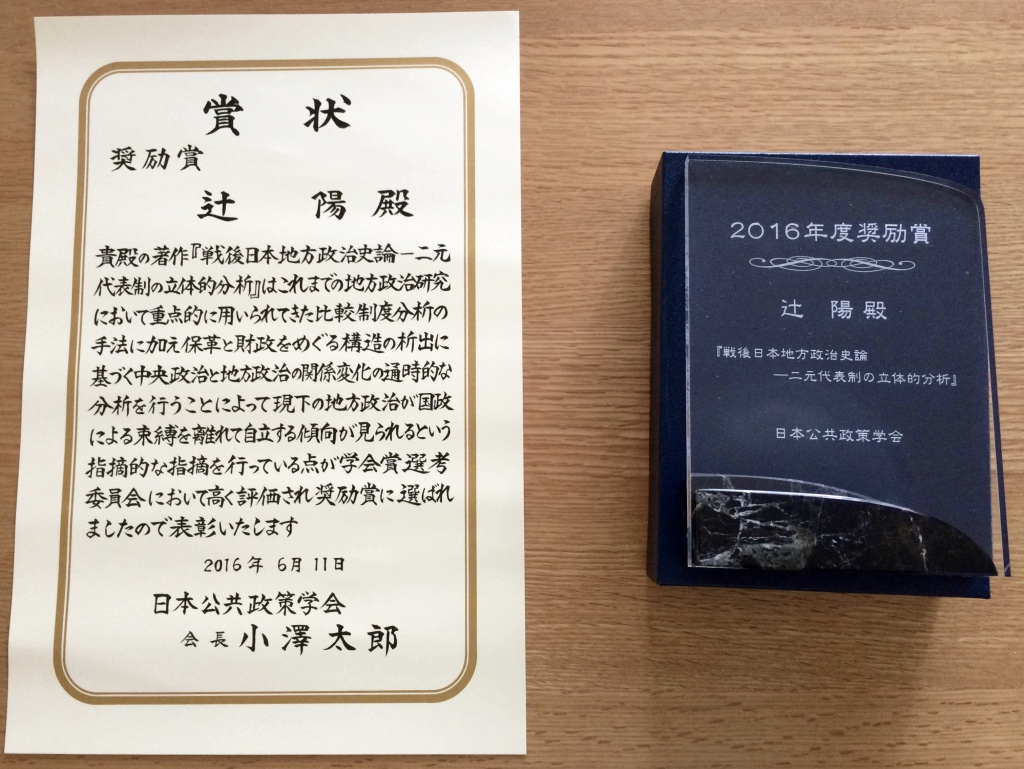 賞 状
奨励賞
辻 陽 殿
貴殿の著作『戦後日本地方政治史論－二元
代表制の立体的分析』はこれまでの地方政治研究
において重点的に用いられてきた比較制度分析の
手法に加え保革と財政をめぐる構造の析出に
基づく中央政治と地方政治の関係変化の通時的な
分析を行うことによって現下の地方政治が国政
による束縛を離れて自立する傾向が見られるという
指摘的な指摘を行っている点が学会賞選考
委員会において高く評価され奨励賞に選ばれ
ましたので表彰いたします
2016年 6月 11日
日本公共政策学会
会長 小澤太郎
2016年度奨励賞
辻 陽 殿
『戦後日本地方政治史論
―二元代表制の立体的分析』
日本公共政策学会